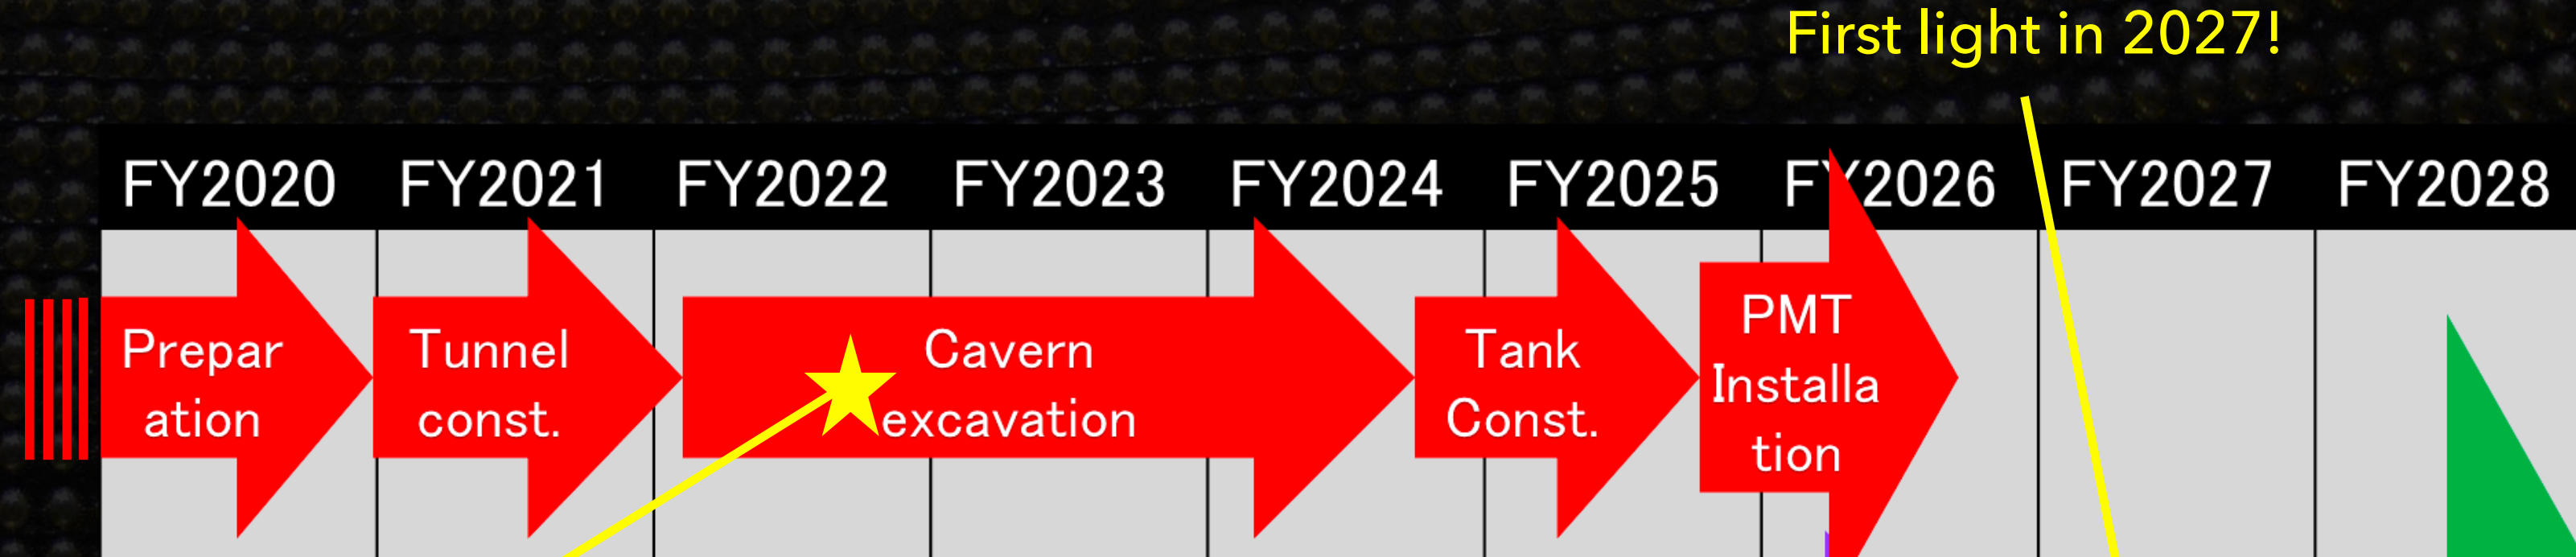 First light in 2027!
FY2020 FY2021 FY2022 FY2023 FY2024 FY2025 FY2026 FY2027 FY2028
Prepar
ation
Tunnel
const.
Cavern
excavation
Tank
Const.
PMT
Installa
tion